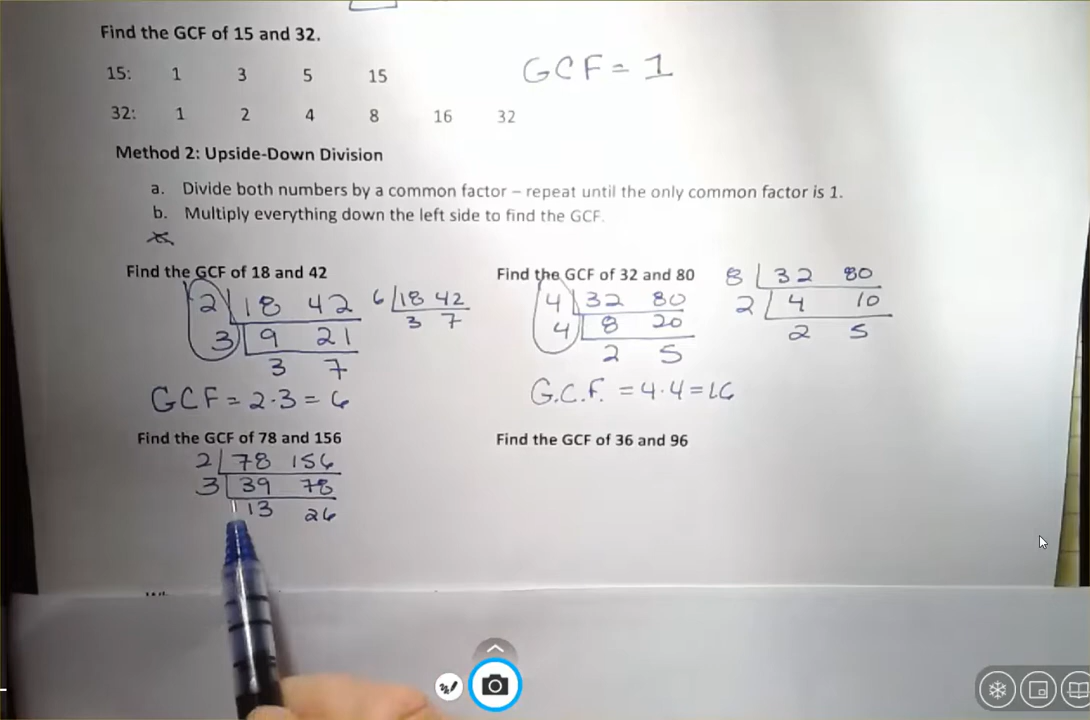 Find the GCF of 15 and 32.
15: 1 3 5 15
GCF = 1
32: 1 2 4 8 16 32
Method 2: Upside-Down Division
a. Divide both numbers by a common factor – repeat until the only common factor is 1.
b. Multiply everything down the left side to find the GCF.
Find the GCF of 18 and 42
2 18 42
3 9 21
3 7
6 18 42
3 7
GCF = 2·3 = 6
Find the GCF of 32 and 80
4 32 80
4 8 20
2 5
8 32 80
2 4 10
2 5
G.C.F. = 4·4 = 16
Find the GCF of 78 and 156
2 78 156
3 39 78
13 26
Find the GCF of 36 and 96